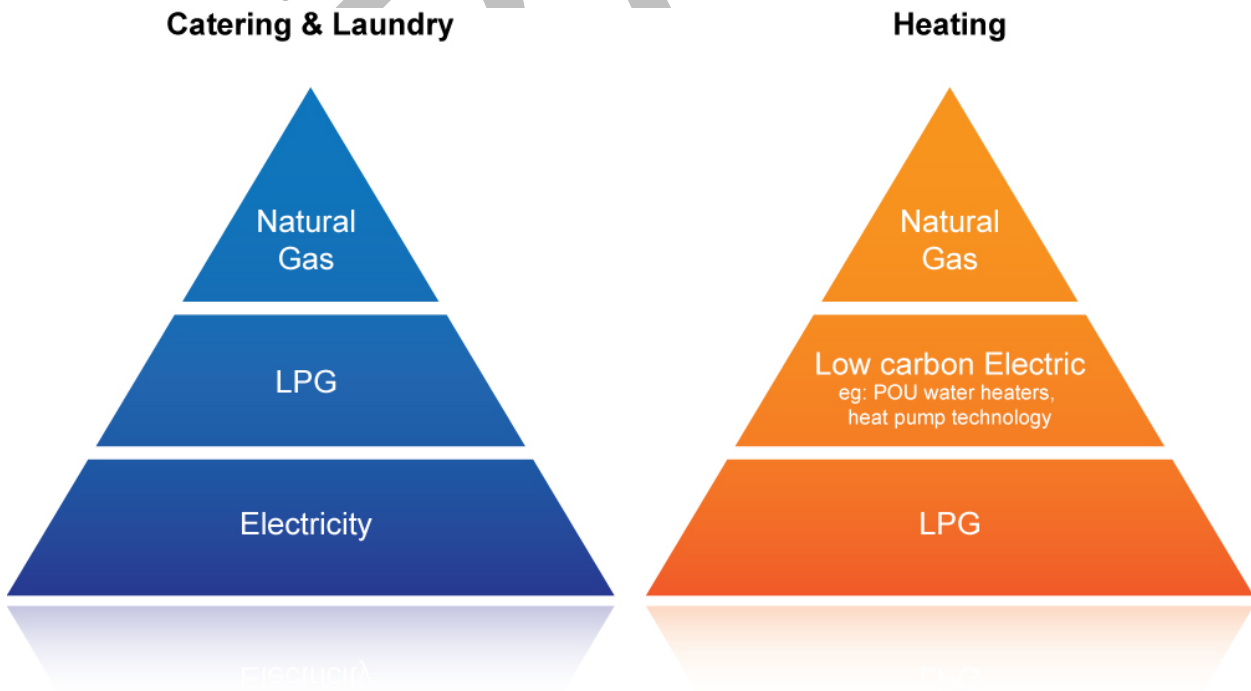 Catering & Laundry
Natural
Gas
LPG
Electricity
Heating
Natural
Gas
Low carbon Electric
eg: POU water heaters,
heat pump technology
LPG